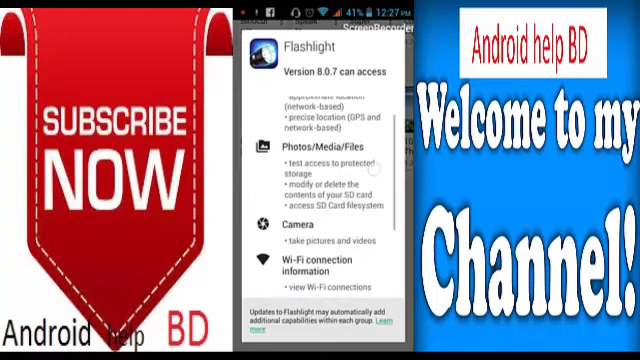 SUBSCRIBE
NOW
Android help BD
41% 12:27PM
ScreenRecorder
Flashlight
Version 8.0.7 can access
approximate location
(network-based)
• precise location (GPS and
network-based)
Photos/Media/Files
• test access to protected
storage
• modify or delete the
contents of your SD card
• access SD Card filesystem
Camera
• take pictures and videos
Wi-Fi connection
information
• view Wi-Fi connections
Updates to Flashlight may automatically add
additional capabilities within each group. Learn
more
Android help BD
Welcome to my
Channel!